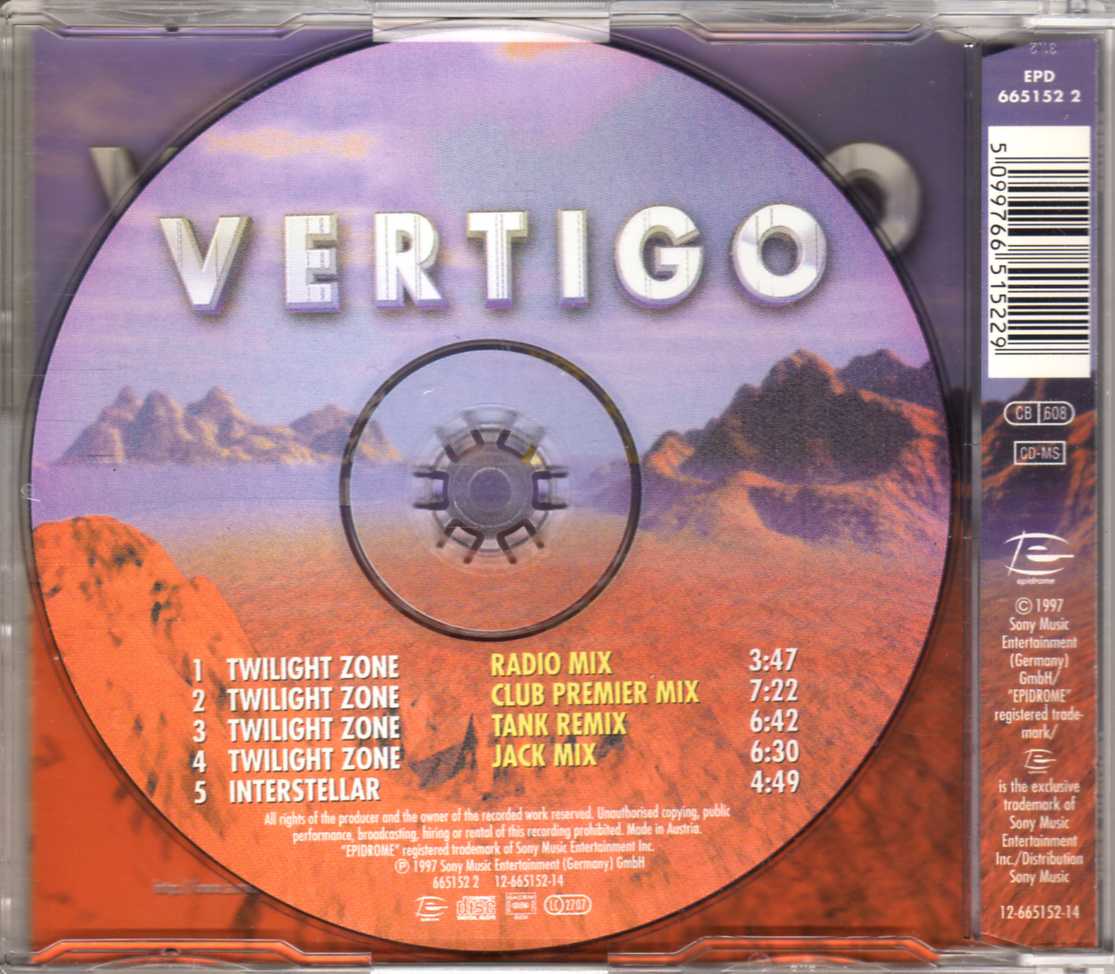 VERTIGO
1 TWILIGHT ZONE RADIO MIX 3:47
2 TWILIGHT ZONE CLUB PREMIER MIX 7:22
3 TWILIGHT ZONE TANK REMIX 6:42
4 TWILIGHT ZONE JACK MIX 6:30
5 INTERSTELLAR 4:49
All rights of the producer and the owner of the recorded work reserved. Unauthorised copying, public
performance, broadcasting, hiring or rental of this recording prohibited. Made in Austria.
"EPIDROME" registered trademark of Sony Music Entertainment Inc.
Ⓟ 1997 Sony Music Entertainment (Germany) GmbH
665152 2 12-665152-14
epidrome
disc
DIGITAL AUDIO
LC 2707
EPD
665152 2
5 099766 515229
CB 608
CD-MS
epidrome
© 1997
Sony Music
Entertainment
(Germany)
GmbH/
"EPIDROME"
registered trade-
mark/
is the exclusive
trademark of
Sony Music
Entertainment
Inc./Distribution
Sony Music
12-665152-14